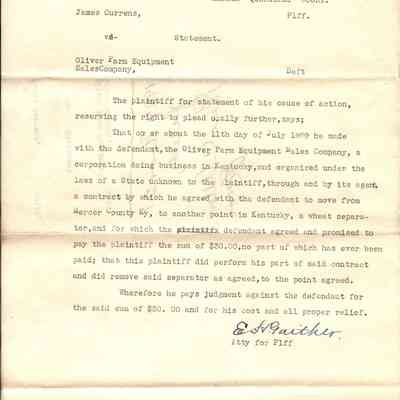 QUARTERLY COURT.
James Currens, Plff.
vs- Statement.
Oliver Farm Equipment
SalesCompany, Deft
The plaintiff for statement of his cause of action,
reserving the right to plead orally further, says;
That on or about the 11th day of July he made
with the defendant, the Oliver Farm Equipment Sales Company, a
corporation doing business in Kentucky, and organized under the
laws of a State unknown to the plaintiff, through and by its agent,
a contract by which he agreed with the defendant to move from
Mercer County Ky, to another point in Kentucky, a wheat separa-
tor, and for which the plaintiff defendant agreed and promised to
pay the plaintiff the sum of $30.00, no part of which has ever been
paid; that this plaintiff did perform his part of said contract
and did remove said separator as agreed, to the point agreed.
Wherefore he pays judgment against the defendant for
the said sum of $30. 00 and for his cost and all proper relief.
E H Gaither.
Atty for Plff